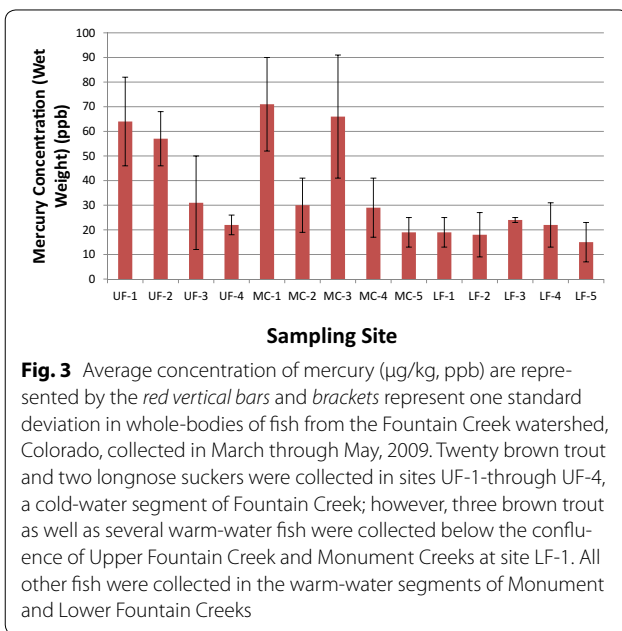 100
90
80
70
60
50
40
30
20
10
0
Mercury Concentration (Wet
Weight) (ppb)
UF-1 UF-2 UF-3 UF-4 MC-1 MC-2 MC-3 MC-4 MC-5 LF-1 LF-2 LF-3 LF-4 LF-5
Sampling Site
Fig. 3 Average concentration of mercury (µg/kg, ppb) are repre-
sented by the red vertical bars and brackets represent one standard
deviation in whole-bodies of fish from the Fountain Creek watershed,
Colorado, collected in March through May, 2009. Twenty brown trout
and two longnose suckers were collected in sites UF-1-through UF-4,
a cold-water segment of Fountain Creek; however, three brown trout
as well as several warm-water fish were collected below the conflu-
ence of Upper Fountain Creek and Monument Creeks at site LF-1. All
other fish were collected in the warm-water segments of Monument
and Lower Fountain Creeks